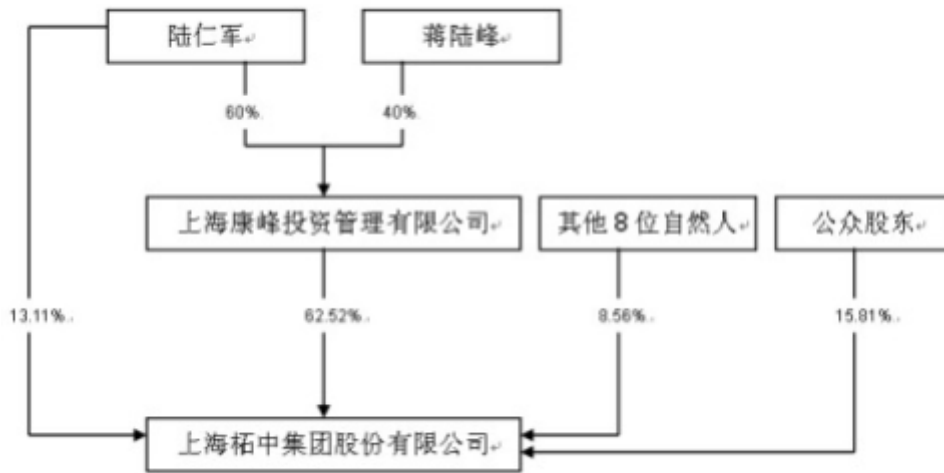 陆仁军
蒋陆峰
60%
40%
上海康峰投资管理有限公司
其他8位自然人
公众股东
13.11%
62.52%
8.56%
15.81%
上海柘中集团股份有限公司